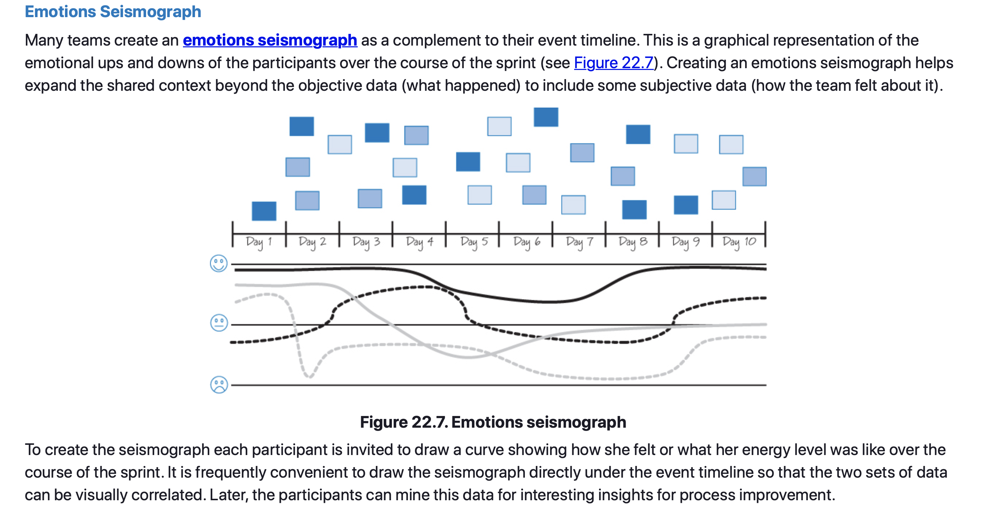 Emotions Seismograph
Many teams create an emotions seismograph as a complement to their event timeline. This is a graphical representation of the
emotional ups and downs of the participants over the course of the sprint (see Figure 22.7). Creating an emotions seismograph helps
expand the shared context beyond the objective data (what happened) to include some subjective data (how the team felt about it).
Day 1 Day 2 Day 3 Day 4 Day 5 Day 6 Day 7 Day 8 Day 9 Day 10
Figure 22.7. Emotions seismograph
To create the seismograph each participant is invited to draw a curve showing how she felt or what her energy level was like over the
course of the sprint. It is frequently convenient to draw the seismograph directly under the event timeline so that the two sets of data
can be visually correlated. Later, the participants can mine this data for interesting insights for process improvement.